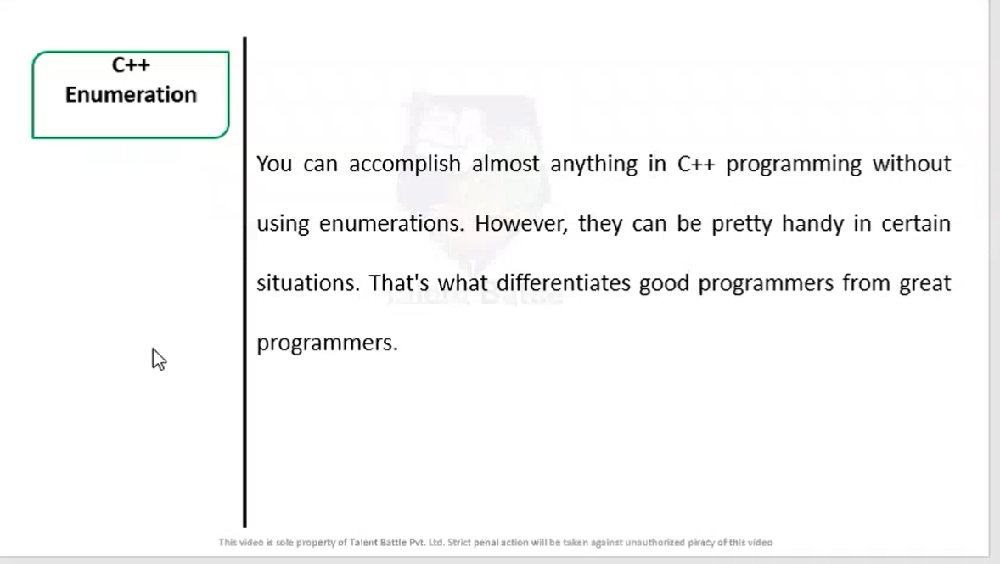 C++
Enumeration
You can accomplish almost anything in C++ programming without
using enumerations. However, they can be pretty handy in certain
situations. That's what differentiates good programmers from great
programmers.
Talent Battle
This video is sole property of Talent Battle Pvt. Ltd. Strict penal action will be taken against unauthorized piracy of this video